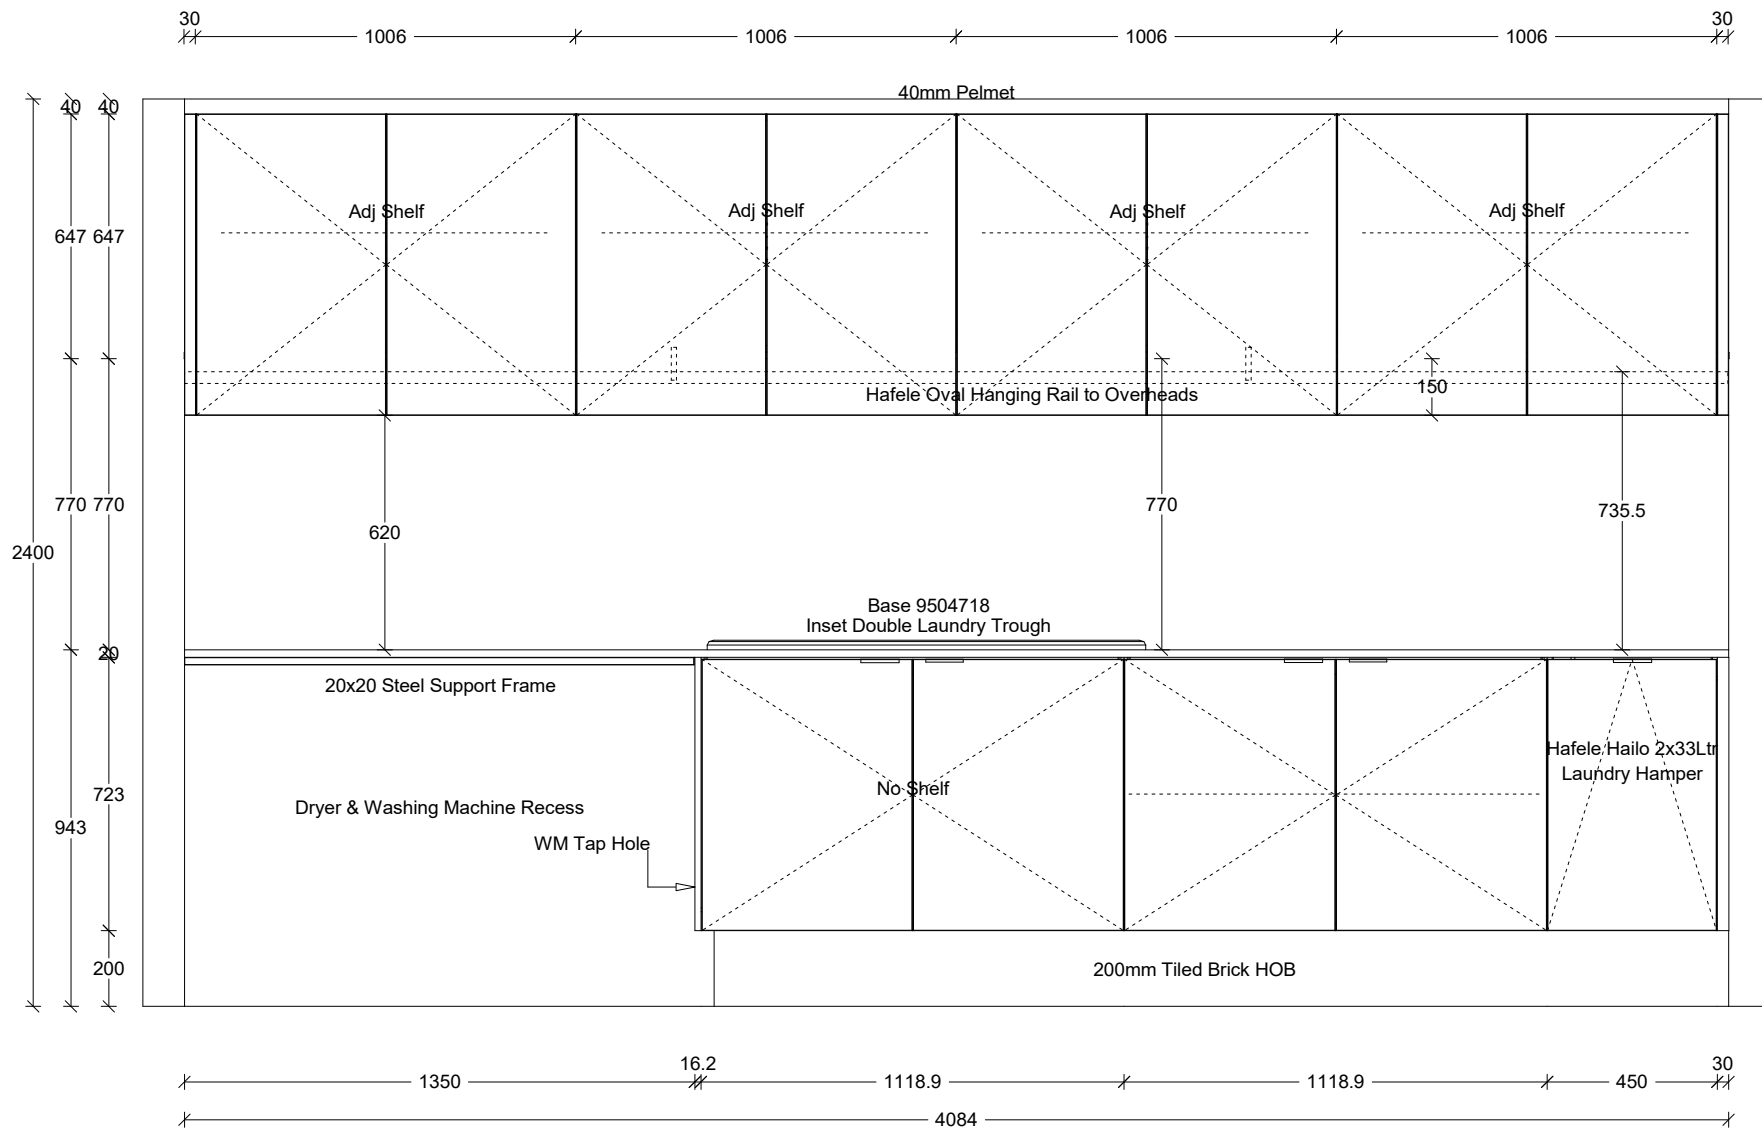 30
30
1006
1006
1006
1006
40mm Pelmet
40
40
Adj Shelf
Adj Shelf
Adj Shelf
Adj Shelf
647
647
150
Hafele Oval Hanging Rail to Overheads
770
770
770
735.5
620
2400
Base 9504718
Inset Double Laundry Trough
20
20x20 Steel Support Frame
Hafele Hailo 2x33Ltr
Laundry Hamper
No Shelf
723
Dryer & Washing Machine Recess
943
WM Tap Hole
200
200mm Tiled Brick HOB
16.2
30
1350
1118.9
1118.9
450
4084